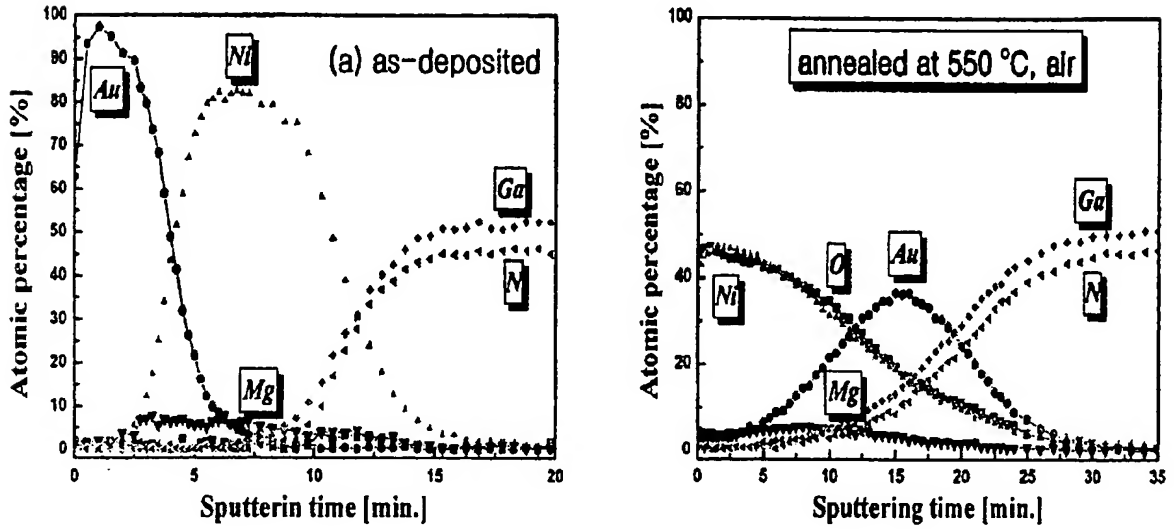 (a) as-deposited
Atomic percentage [%]
100
90
80
70
60
50
40
30
20
10
0
Au
Ni
Ga
N
Mg
0
5
10
15
20
Sputterin time [min.]
annealed at 550 °C, air
Atomic percentage [%]
100
80
60
40
20
0
Ni
O
Au
Ga
N
Mg
0
5
10
15
20
25
30
35
Sputtering time [min.]